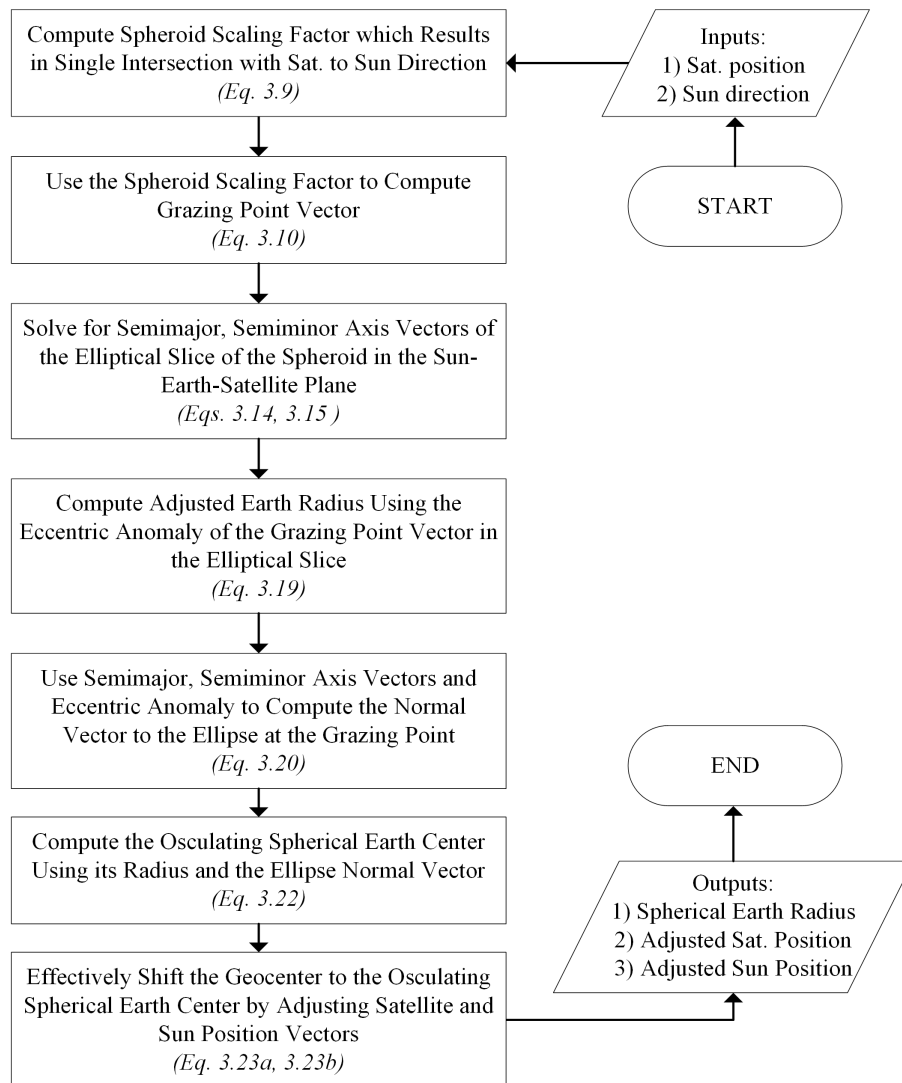 START
Inputs:
1) Sat. position
2) Sun direction
Compute Spheroid Scaling Factor which Results
in Single Intersection with Sat. to Sun Direction
(Eq. 3.9)
Use the Spheroid Scaling Factor to Compute
Grazing Point Vector
(Eq. 3.10)
Solve for Semimajor, Semiminor Axis Vectors of
the Elliptical Slice of the Spheroid in the Sun-
Earth-Satellite Plane
(Eqs. 3.14, 3.15 )
Compute Adjusted Earth Radius Using the
Eccentric Anomaly of the Grazing Point Vector in
the Elliptical Slice
(Eq. 3.19)
Use Semimajor, Semiminor Axis Vectors and
Eccentric Anomaly to Compute the Normal
Vector to the Ellipse at the Grazing Point
(Eq. 3.20)
Compute the Osculating Spherical Earth Center
Using its Radius and the Ellipse Normal Vector
(Eq. 3.22)
Effectively Shift the Geocenter to the Osculating
Spherical Earth Center by Adjusting Satellite and
Sun Position Vectors
(Eq. 3.23a, 3.23b)
Outputs:
1) Spherical Earth Radius
2) Adjusted Sat. Position
3) Adjusted Sun Position
END